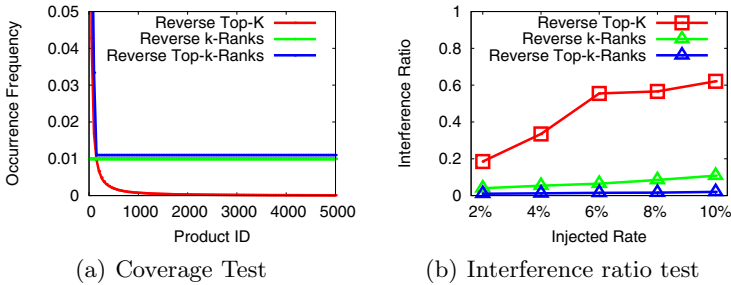 Occurrence Frequency
0.05
0.04
0.03
0.02
0.01
0
Reverse Top-K
Reverse k-Ranks
Reverse Top-k-Ranks
0 1000 2000 3000 4000 5000
Product ID
(a) Coverage Test
Interference Ratio
1
0.8
0.6
0.4
0.2
0
Reverse Top-K
Reverse k-Ranks
Reverse Top-k-Ranks
2% 4% 6% 8% 10%
Injected Rate
(b) Interference ratio test